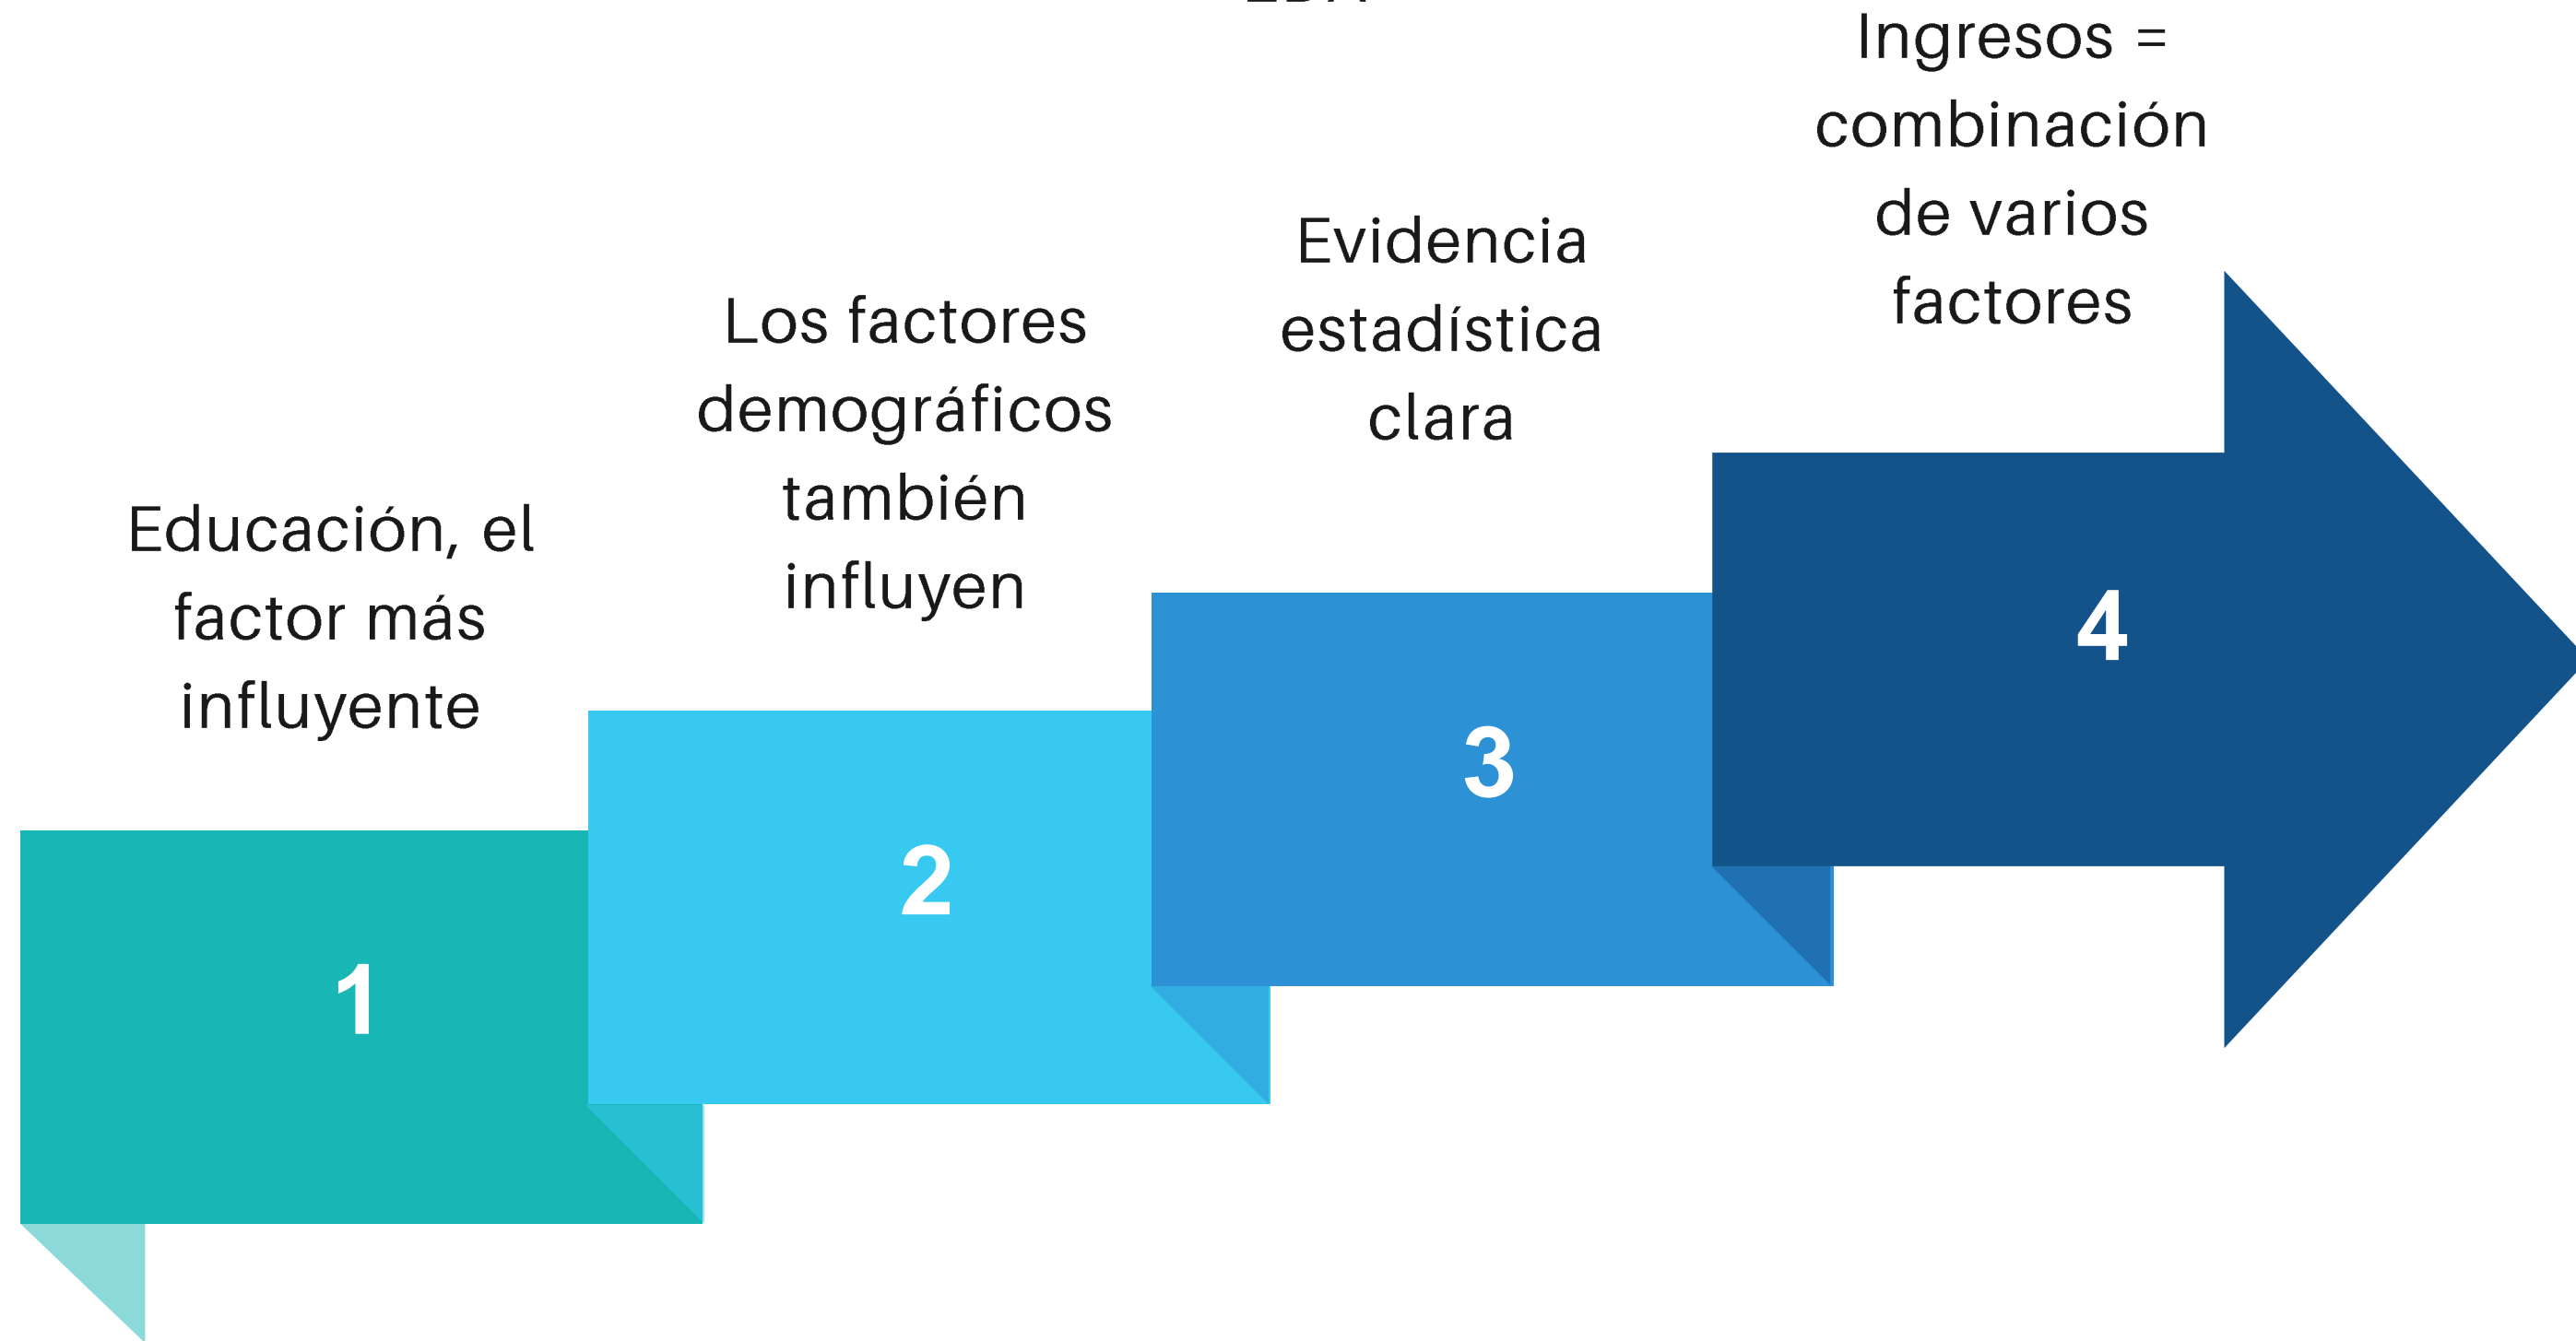 Ingresos =
combinación
de varios
factores
Evidencia
estadística
clara
Los factores
demográficos
también
influyen
Educación, el
factor más
influyente
4
3
2
1